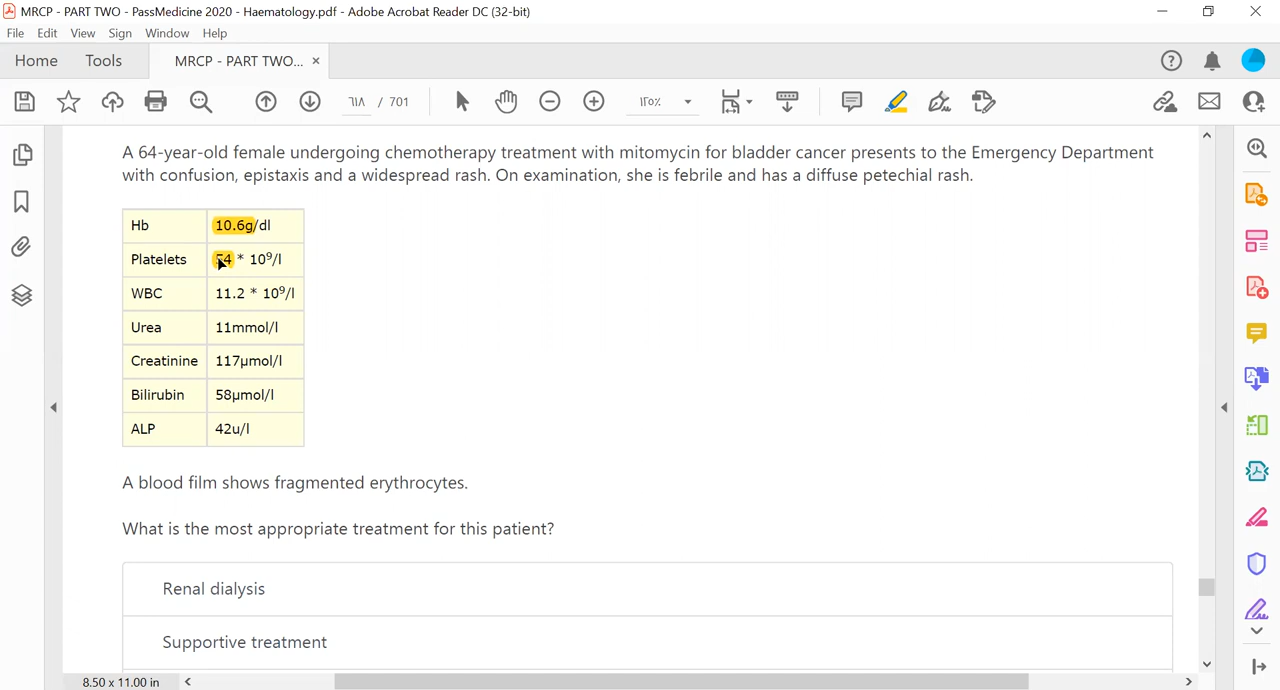 MRCP - PART TWO - PassMedicine 2020 - Haematology.pdf - Adobe Acrobat Reader DC (32-bit)
File Edit View Sign Window Help
Home Tools MRCP - PART TWO... ×
٦١٨ / 701 ١٢٥%
A 64-year-old female undergoing chemotherapy treatment with mitomycin for bladder cancer presents to the Emergency Department
with confusion, epistaxis and a widespread rash. On examination, she is febrile and has a diffuse petechial rash.
Hb 10.6g/dl
Platelets 54 * 10⁹/l
WBC 11.2 * 10⁹/l
Urea 11mmol/l
Creatinine 117µmol/l
Bilirubin 58µmol/l
ALP 42u/l
A blood film shows fragmented erythrocytes.
What is the most appropriate treatment for this patient?
Renal dialysis
Supportive treatment
8.50 x 11.00 in